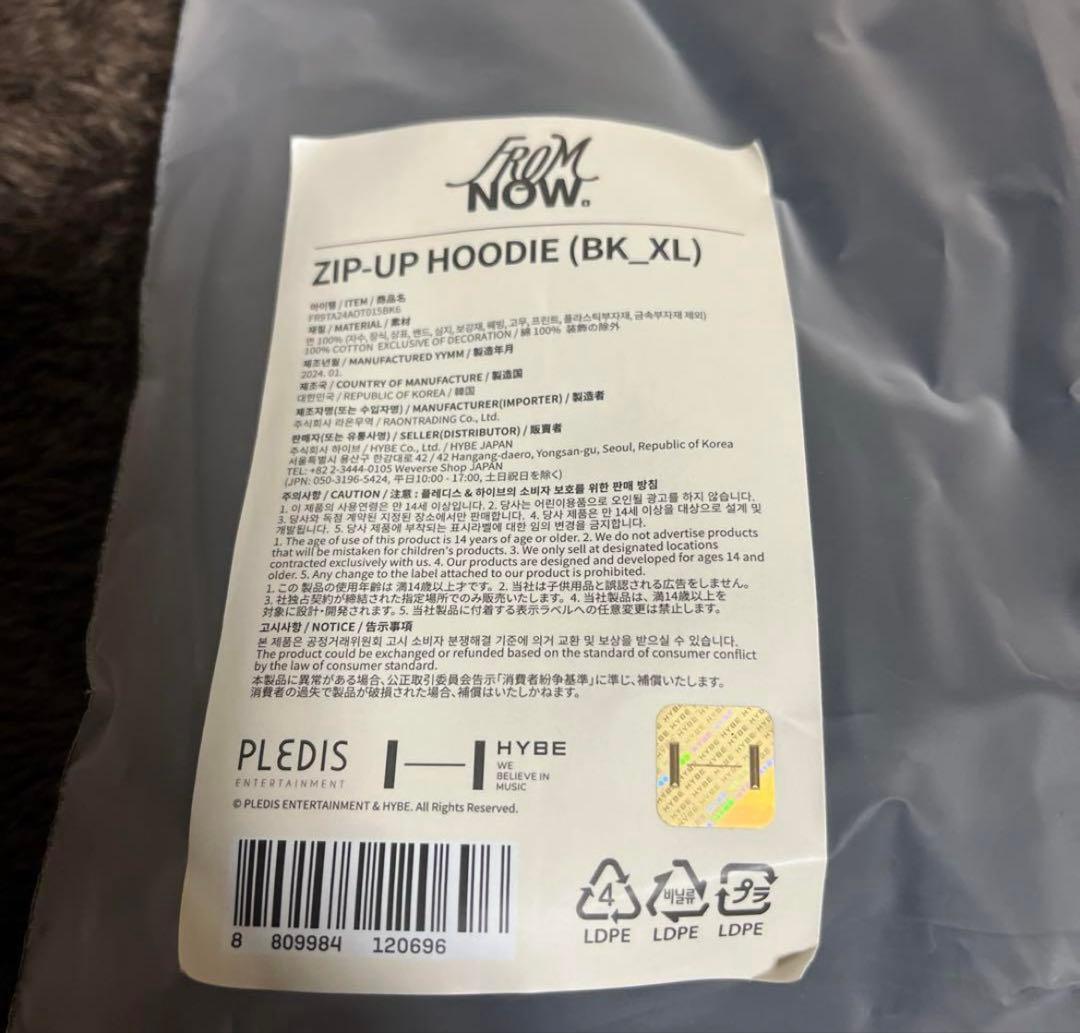 FROM
NOW.
ZIP-UP HOODIE (BK_XL)
아이템 / ITEM / 商品名
FR9TA24ADT015BK6
재질 / MATERIAL / 素材
면 100% (자수, 장식, 상표, 밴드, 심지, 보강재, 웨빙, 고무, 프린트, 플라스틱부자재, 금속부자재 제외)
100% COTTON EXCLUSIVE OF DECORATION / 綿 100% 装飾の除外
제조년월 / MANUFACTURED YYMM / 製造年月
2024. 01.
제조국 / COUNTRY OF MANUFACTURE / 製造国
대한민국 / REPUBLIC OF KOREA / 韓国
제조자명(또는 수입자명) / MANUFACTURER(IMPORTER) / 製造者
주식회사 라온무역 / RAONTRADING Co., Ltd.
판매자(또는 유통사명) / SELLER(DISTRIBUTOR) / 販賣者
주식회사 하이브 / HYBE Co., Ltd. / HYBE JAPAN
서울특별시 용산구 한강대로 42 / 42 Hangang-daero, Yongsan-gu, Seoul, Republic of Korea
TEL: +82 2-3444-0105 Weverse Shop JAPAN
(JPN: 050-3196-5424, 平日10:00 - 17:00, 土日祝日を除く)
주의사항 / CAUTION / 注意 : 플레디스 & 하이브의 소비자 보호를 위한 판매 방침
1. 이 제품의 사용연령은 만 14세 이상입니다. 2. 당사는 어린이용품으로 오인될 광고를 하지 않습니다.
3. 당사와 독점 계약된 지정된 장소에서만 판매합니다. 4. 당사 제품은 만 14세 이상을 대상으로 설계 및
개발됩니다. 5. 당사 제품에 부착되는 표시라벨에 대한 임의 변경을 금지합니다.
1. The age of use of this product is 14 years of age or older. 2. We do not advertise products
that will be mistaken for children's products. 3. We only sell at designated locations
contracted exclusively with us. 4. Our products are designed and developed for ages 14 and
older. 5. Any change to the label attached to our product is prohibited.
1. この 製品の使用年齢は 満14歳以上才です。2. 当社は子供用品と誤認される広告をしません。
3. 社独占契約が締結された指定場所でのみ販売いたします。4. 当社製品は、満14歳以上を
対象に設計・開発されます。5. 当社製品に付着する表示ラベルへの任意変更は禁止します。
고시사항 / NOTICE / 告示事項
본 제품은 공정거래위원회 고시 소비자 분쟁해결 기준에 의거 교환 및 보상을 받으실 수 있습니다.
The product could be exchanged or refunded based on the standard of consumer conflict
by the law of consumer standard.
本製品に異常がある場合、公正取引委員会告示「消費者紛争基準」に準じ、補償いたします。
消費者の過失で製品が破損された場合、補償はいたしかねます。
PLEDIS
ENTERTAINMENT
HYBE
WE
BELIEVE IN
MUSIC
© PLEDIS ENTERTAINMENT & HYBE. All Rights Reserved.
8 809984 120696
4 비닐류 プラ
LDPE LDPE LDPE